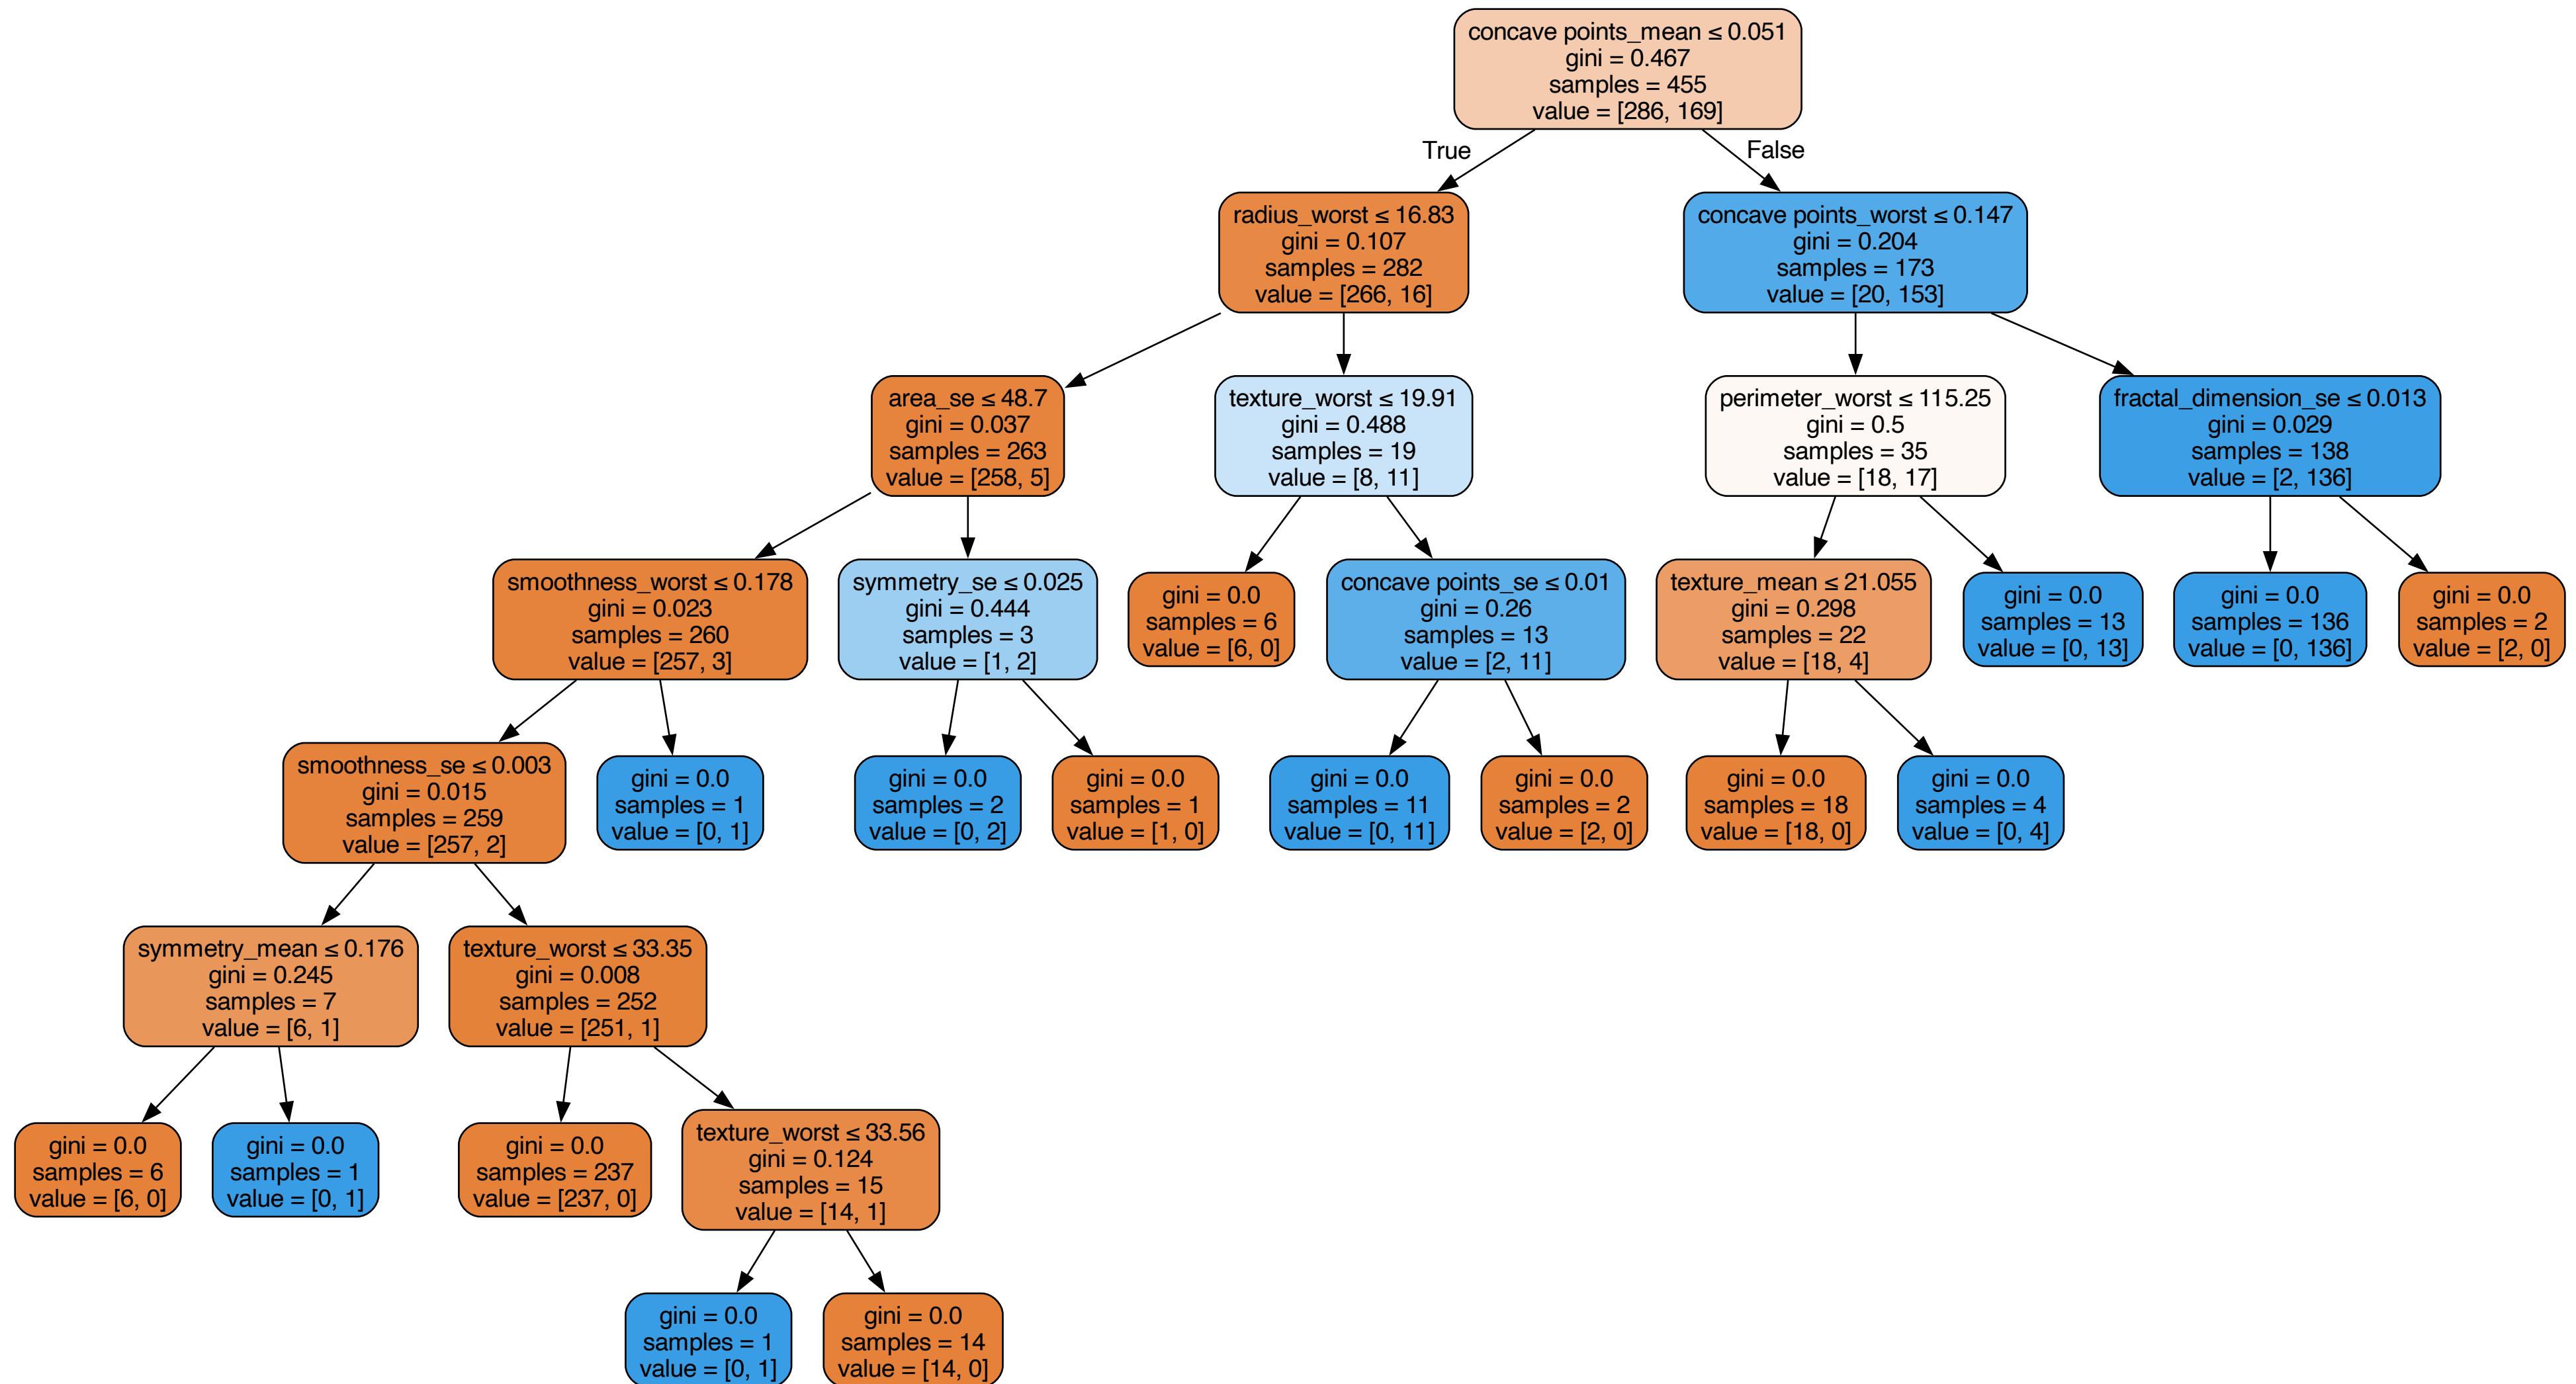 concave points_mean ≤ 0.051
gini = 0.467
samples = 455
value = [286, 169]
True
False
radius_worst ≤ 16.83
gini = 0.107
samples = 282
value = [266, 16]
concave points_worst ≤ 0.147
gini = 0.204
samples = 173
value = [20, 153]
area_se ≤ 48.7
gini = 0.037
samples = 263
value = [258, 5]
texture_worst ≤ 19.91
gini = 0.488
samples = 19
value = [8, 11]
perimeter_worst ≤ 115.25
gini = 0.5
samples = 35
value = [18, 17]
fractal_dimension_se ≤ 0.013
gini = 0.029
samples = 138
value = [2, 136]
smoothness_worst ≤ 0.178
gini = 0.023
samples = 260
value = [257, 3]
symmetry_se ≤ 0.025
gini = 0.444
samples = 3
value = [1, 2]
gini = 0.0
samples = 6
value = [6, 0]
concave points_se ≤ 0.01
gini = 0.26
samples = 13
value = [2, 11]
texture_mean ≤ 21.055
gini = 0.298
samples = 22
value = [18, 4]
gini = 0.0
samples = 13
value = [0, 13]
gini = 0.0
samples = 136
value = [0, 136]
gini = 0.0
samples = 2
value = [2, 0]
smoothness_se ≤ 0.003
gini = 0.015
samples = 259
value = [257, 2]
gini = 0.0
samples = 1
value = [0, 1]
gini = 0.0
samples = 2
value = [0, 2]
gini = 0.0
samples = 1
value = [1, 0]
gini = 0.0
samples = 11
value = [0, 11]
gini = 0.0
samples = 2
value = [2, 0]
gini = 0.0
samples = 18
value = [18, 0]
gini = 0.0
samples = 4
value = [0, 4]
symmetry_mean ≤ 0.176
gini = 0.245
samples = 7
value = [6, 1]
texture_worst ≤ 33.35
gini = 0.008
samples = 252
value = [251, 1]
gini = 0.0
samples = 6
value = [6, 0]
gini = 0.0
samples = 1
value = [0, 1]
gini = 0.0
samples = 237
value = [237, 0]
texture_worst ≤ 33.56
gini = 0.124
samples = 15
value = [14, 1]
gini = 0.0
samples = 1
value = [0, 1]
gini = 0.0
samples = 14
value = [14, 0]